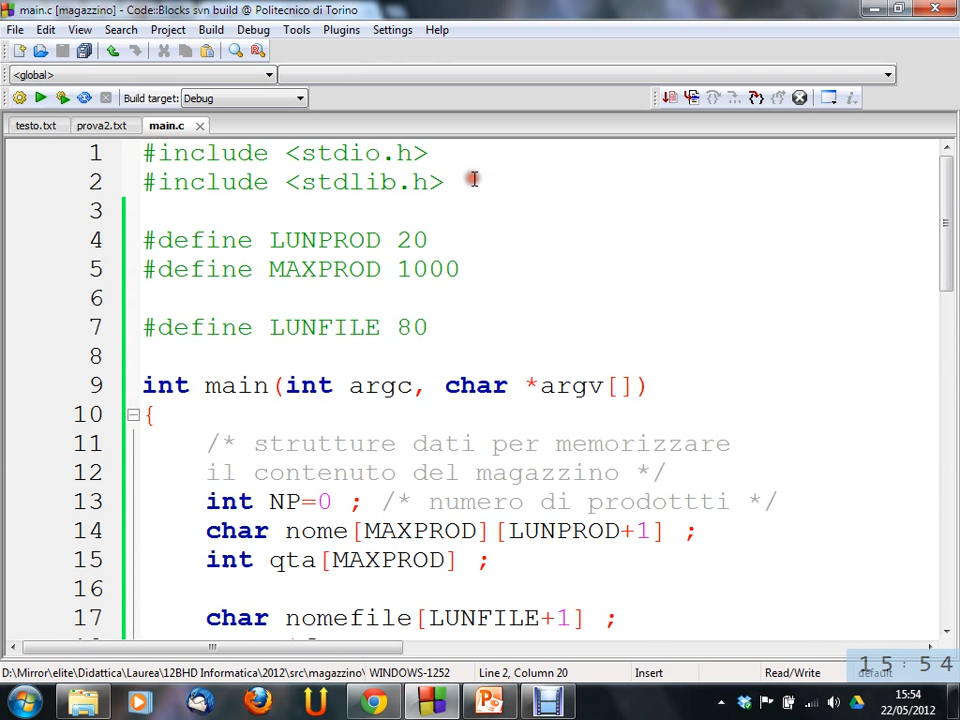 main.c [magazzino] - Code::Blocks svn build @ Politecnico di Torino
File Edit View Search Project Build Debug Tools Plugins Settings Help
<global>
Build target: Debug
testo.txt prova2.txt main.c
1 #include <stdio.h>
2 #include <stdlib.h>
3
4 #define LUNPROD 20
5 #define MAXPROD 1000
6
7 #define LUNFILE 80
8
9 int main(int argc, char *argv[])
10 {
11 /* strutture dati per memorizzare
12 il contenuto del magazzino */
13 int NP=0 ; /* numero di prodottti */
14 char nome[MAXPROD][LUNPROD+1] ;
15 int qta[MAXPROD] ;
16
17 char nomefile[LUNFILE+1] ;
D:\Mirror\elite\Didattica\Laurea\12BHD Informatica\2012\src\magazzino\ WINDOWS-1252 Line 2, Column 20 Insert Read/Write default
15:54
15:54
22/05/2012